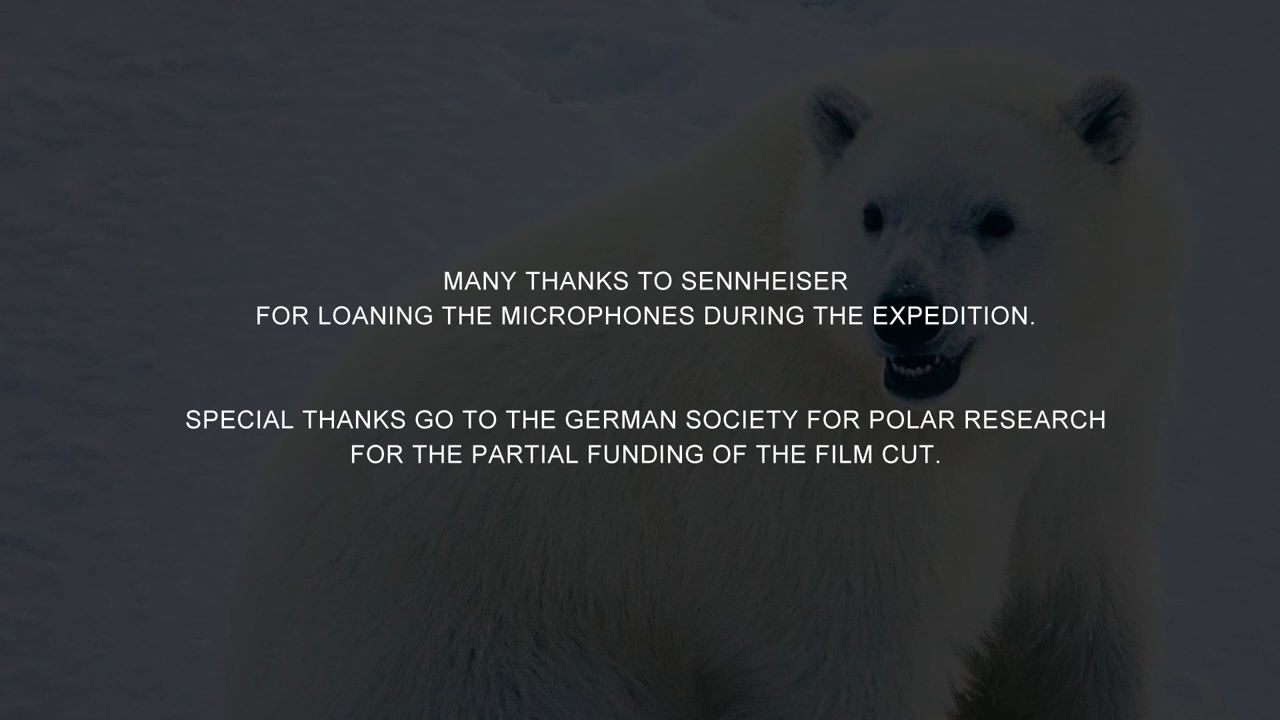 MANY THANKS TO SENNHEISER
FOR LOANING THE MICROPHONES DURING THE EXPEDITION.
SPECIAL THANKS GO TO THE GERMAN SOCIETY FOR POLAR RESEARCH
FOR THE PARTIAL FUNDING OF THE FILM CUT.